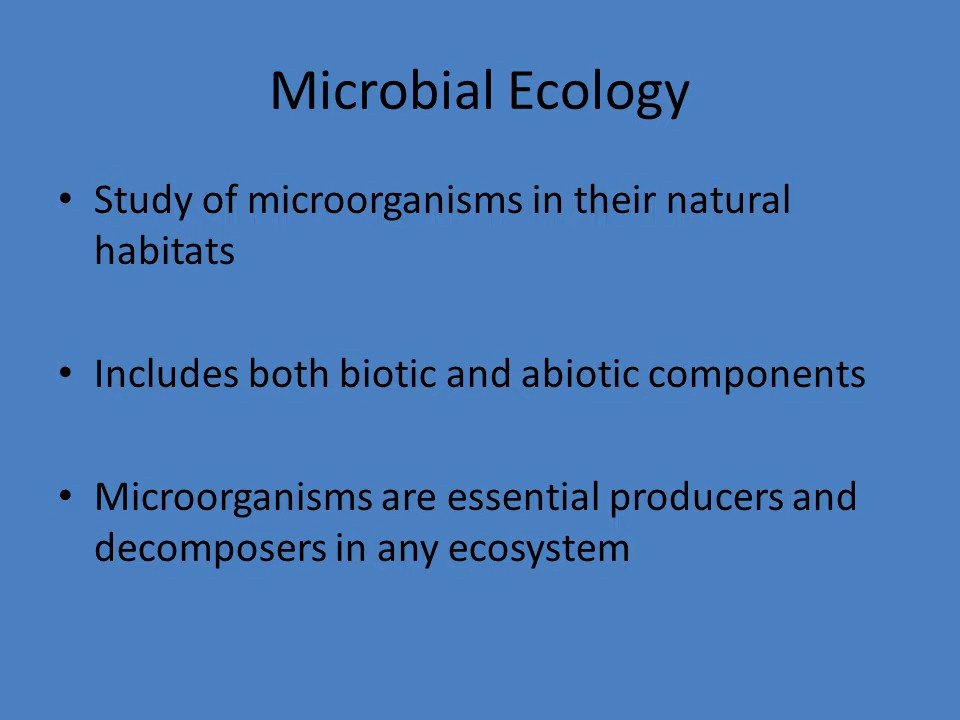 Microbial Ecology
• Study of microorganisms in their natural
habitats
• Includes both biotic and abiotic components
• Microorganisms are essential producers and
decomposers in any ecosystem